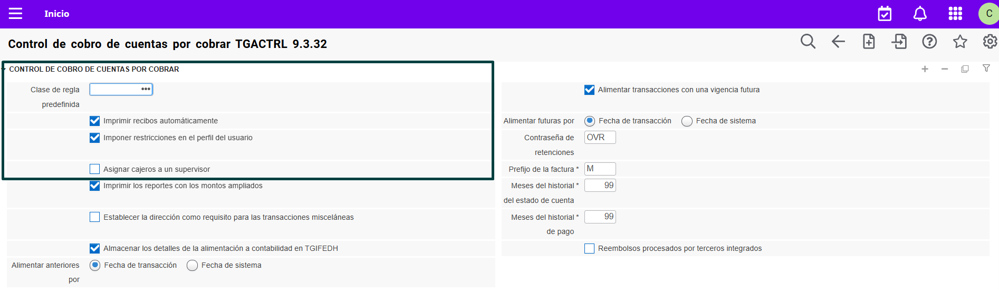 Inicio
C
Control de cobro de cuentas por cobrar TGACTRL 9.3.32
CONTROL DE COBRO DE CUENTAS POR COBRAR
Clase de regla
predefinida
Imprimir recibos automáticamente
Imponer restricciones en el perfil del usuario
Asignar cajeros a un supervisor
Imprimir los reportes con los montos ampliados
Establecer la dirección como requisito para las transacciones misceláneas
Almacenar los detalles de la alimentación a contabilidad en TGIFEDH
Alimentar anteriores
por
Fecha de transacción
Fecha de sistema
Alimentar transacciones con una vigencia futura
Alimentar futuras por
Fecha de transacción
Fecha de sistema
Contraseña de
retenciones
OVR
Prefijo de la factura *
M
Meses del historial *
del estado de cuenta
99
Meses del historial *
de pago
99
Reembolsos procesados por terceros integrados